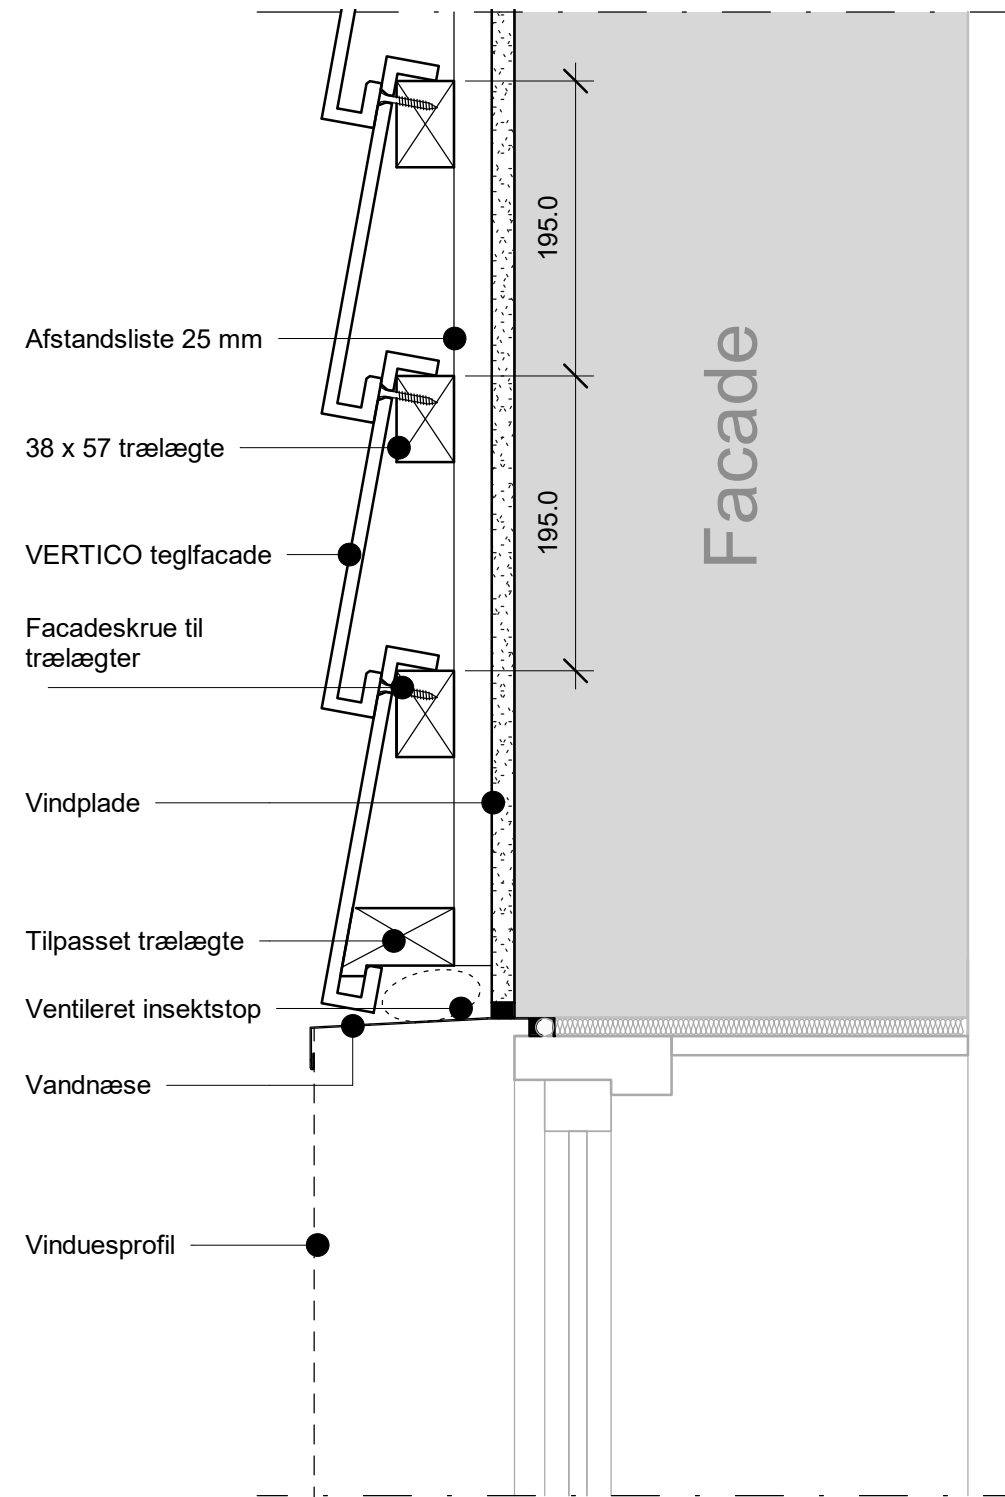 195.0
Afstandsliste 25 mm
Facade
38 x 57 trælægte
195.0
VERTICO teglfacade
Facadeskrue til
trælægter
Vindplade
Tilpasset trælægte
Ventileret insektstop
Vandnæse
Vinduesprofil